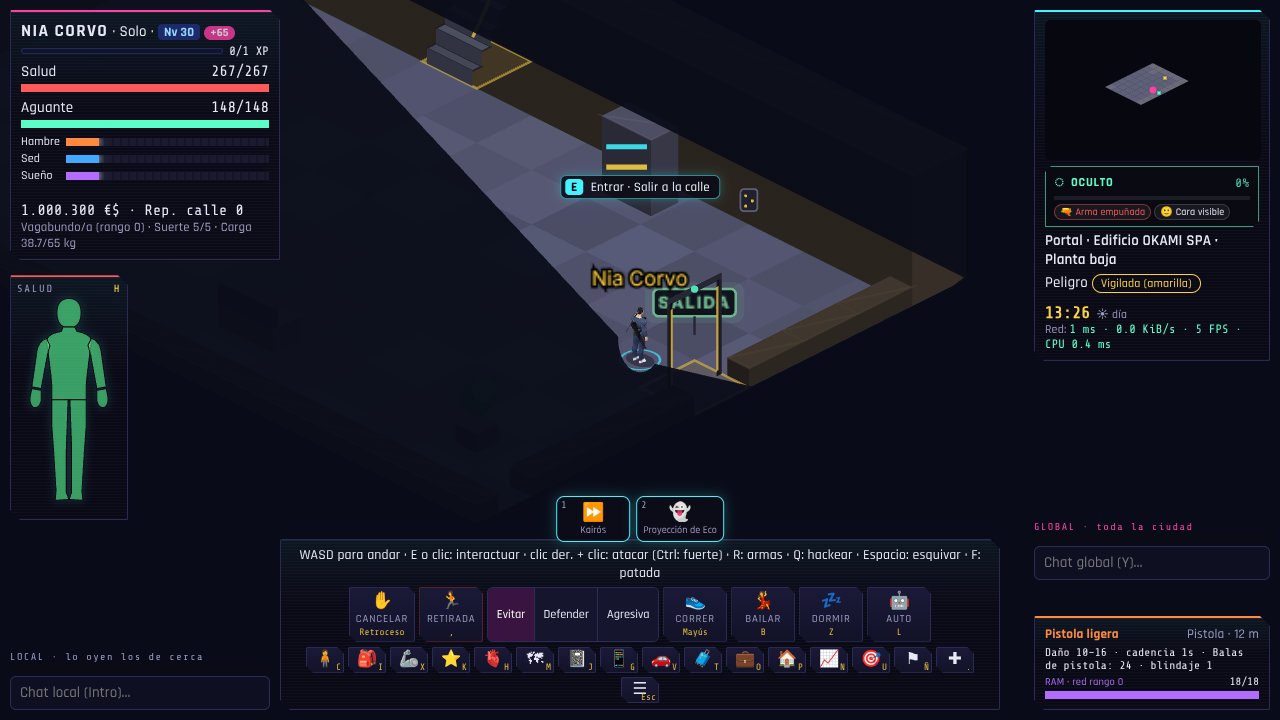 NIA CORVO · Solo · Nv 30 +65
0/1 XP
Salud 267/267
Aguante 148/148
Hambre
Sed
Sueño
1.000.300 €$ · Rep. calle 0
Vagabundo/a (rango 0) · Suerte 5/5 · Carga
38.7/65 kg
SALUD H
E Entrar · Salir a la calle
Nia Corvo
SALIDA
OCULTO 0%
Arma empuñada Cara visible
Portal · Edificio OKAMI SPA ·
Planta baja
Peligro Vigilada (amarilla)
13:26 día
Red: 1 ms · 0.0 KiB/s · 5 FPS ·
CPU 0.4 ms
1 Kairós
2 Proyección de Eco
WASD para andar · E o clic: interactuar · clic der. + clic: atacar (Ctrl: fuerte) · R: armas · Q: hackear · Espacio: esquivar · F:
patada
CANCELAR RETIRADA Evitar Defender Agresiva CORRER BAILAR DORMIR AUTO
Retroceso , Mayús B Z L
C I X K H M J G V T O P N Ñ .
Esc
LOCAL · lo oyen los de cerca
Chat local (Intro)...
GLOBAL · toda la ciudad
Chat global (Y)...
Pistola ligera Pistola · 12 m
Daño 10–16 · cadencia 1s · Balas
de pistola: 24 · blindaje 1
RAM · red rango 0 18/18